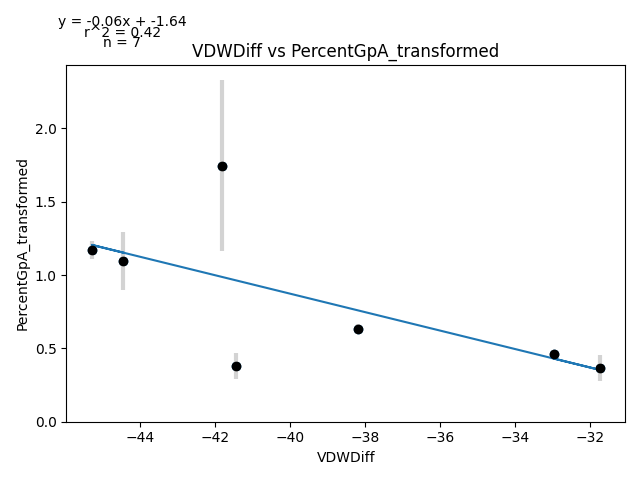 y = -0.06x + -1.64
r^2 = 0.42
n = 7
VDWDiff vs PercentGpA_transformed
PercentGpA_transformed
2.0
1.5
1.0
0.5
0.0
−44 −42 −40 −38 −36 −34 −32
VDWDiff